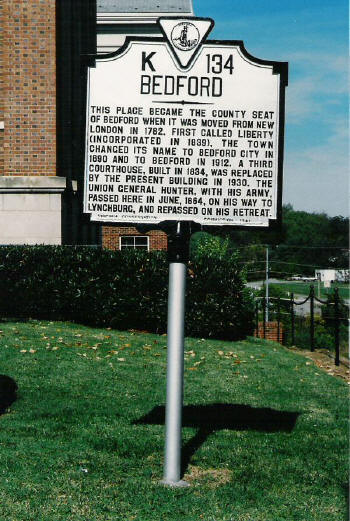 K 134
BEDFORD
THIS PLACE BECAME THE COUNTY SEAT
OF BEDFORD WHEN IT WAS MOVED FROM NEW
LONDON IN 1782. FIRST CALLED LIBERTY
(INCORPORATED IN 1839). THE TOWN
CHANGED ITS NAME TO BEDFORD CITY IN
1890 AND TO BEDFORD IN 1912. A THIRD
COURTHOUSE, BUILT IN 1834, WAS REPLACED
BY THE PRESENT BUILDING IN 1930. THE
UNION GENERAL HUNTER, WITH HIS ARMY,
PASSED HERE IN JUNE, 1864, ON HIS WAY TO
LYNCHBURG, AND REPASSED ON HIS RETREAT.
CONSERVATION COMMISSION